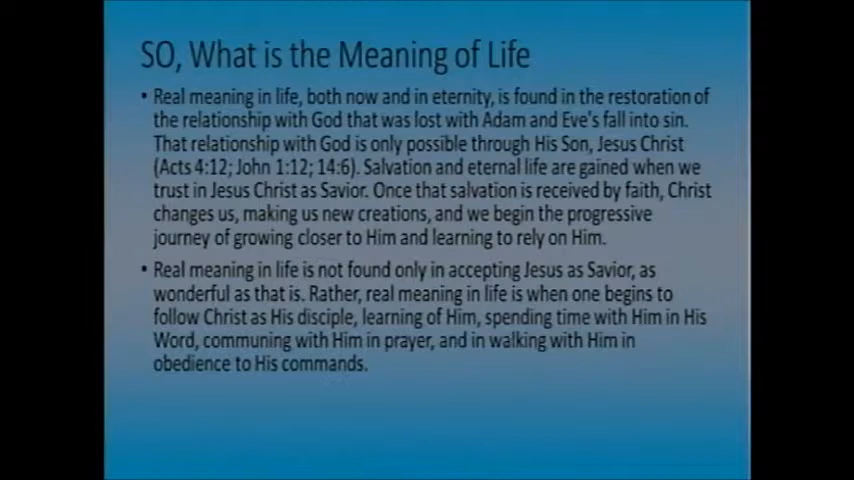 SO, What is the Meaning of Life
• Real meaning in life, both now and in eternity, is found in the restoration of
the relationship with God that was lost with Adam and Eve's fall into sin.
That relationship with God is only possible through His Son, Jesus Christ
(Acts 4:12; John 1:12; 14:6). Salvation and eternal life are gained when we
trust in Jesus Christ as Savior. Once that salvation is received by faith, Christ
changes us, making us new creations, and we begin the progressive
journey of growing closer to Him and learning to rely on Him.
• Real meaning in life is not found only in accepting Jesus as Savior, as
wonderful as that is. Rather, real meaning in life is when one begins to
follow Christ as His disciple, learning of Him, spending time with Him in His
Word, communing with Him in prayer, and in walking with Him in
obedience to His commands.